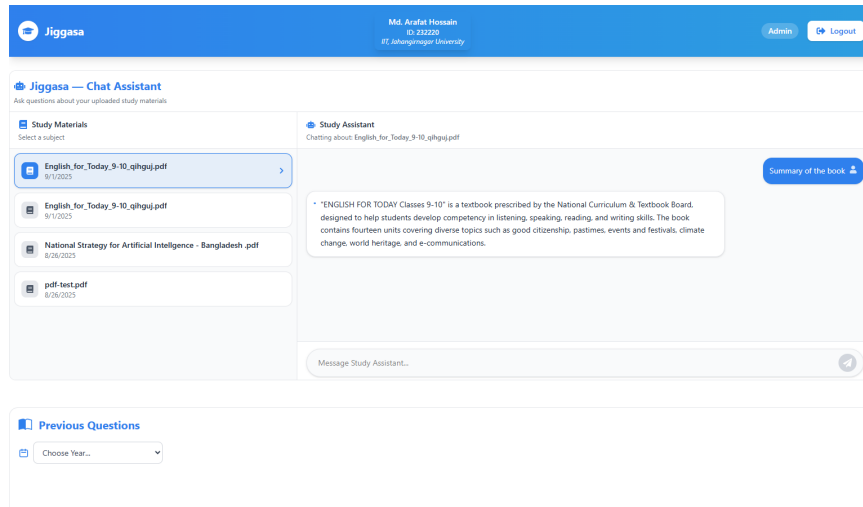 Jiggasa
Md. Arafat Hossain
ID: 232220
IIT, Jahangirnagar University
Admin
Logout
Jiggasa — Chat Assistant
Ask questions about your uploaded study materials
Study Materials
Select a subject
English_for_Today_9-10_qihguj.pdf
9/1/2025
English_for_Today_9-10_qihguj.pdf
9/1/2025
National Strategy for Artificial Intellgence - Bangladesh .pdf
8/26/2025
pdf-test.pdf
8/26/2025
Study Assistant
Chatting about: English_for_Today_9-10_qihguj.pdf
Summary of the book
* "ENGLISH FOR TODAY Classes 9-10" is a textbook prescribed by the National Curriculum & Textbook Board,
designed to help students develop competency in listening, speaking, reading, and writing skills. The book
contains fourteen units covering diverse topics such as good citizenship, pastimes, events and festivals, climate
change, world heritage, and e-communications.
Message Study Assistant...
Previous Questions
Choose Year...